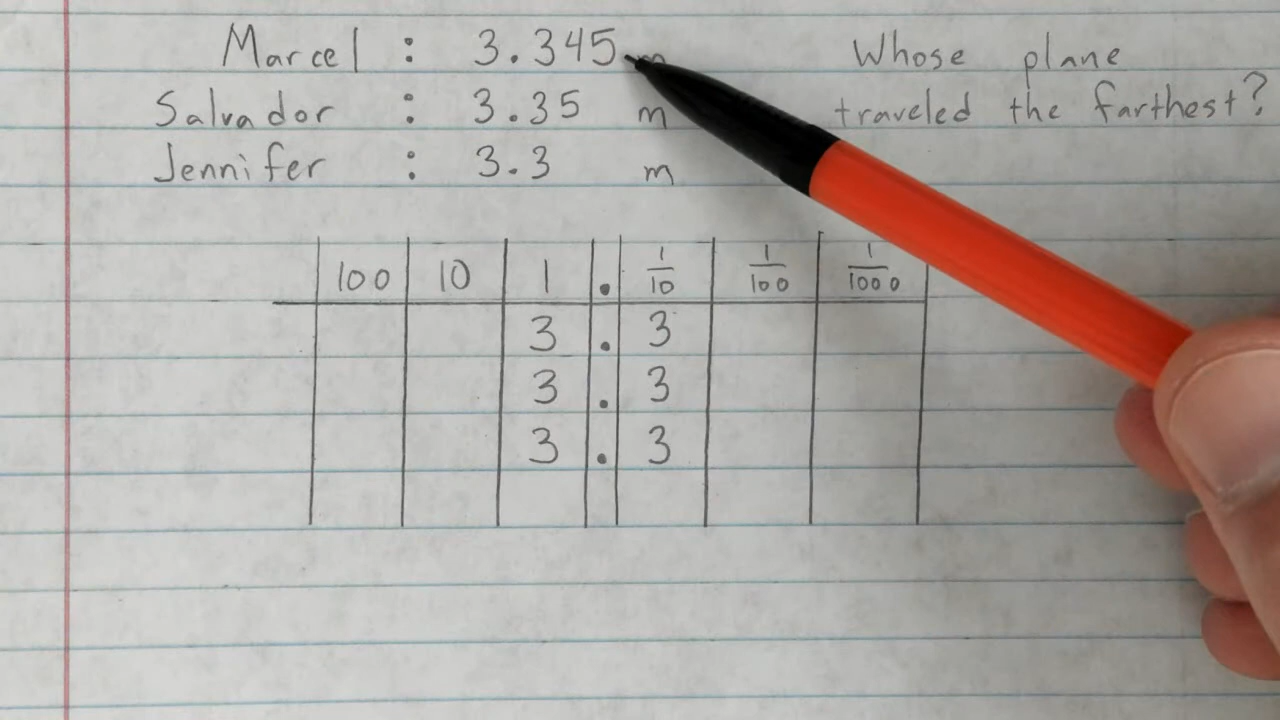 Marcel : 3.345 m Whose plane
Salvador : 3.35 m traveled the farthest?
Jennifer : 3.3 m
100 10 1 . 1/10 1/100 1/1000
3 . 3
3 . 3
3 . 3